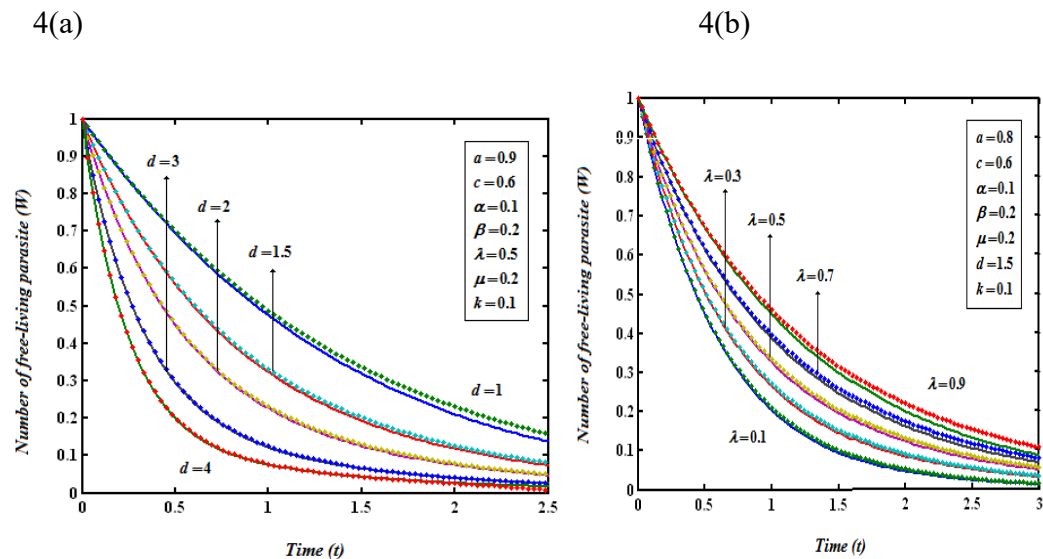 4(a)
4(b)
Number of free-living parasite (W)
1
0.9
0.8
0.7
0.6
0.5
0.4
0.3
0.2
0.1
0
d=3
d=2
d=1.5
d=1
d=4
a=0.9
c=0.6
α=0.1
β=0.2
λ=0.5
μ=0.2
k=0.1
0 0.5 1 1.5 2 2.5
Time (t)
Number of free-living parasite (W)
1
0.9
0.9
0.8
0.7
0.6
0.5
0.4
0.3
0.2
0.1
0
λ=0.3
λ=0.5
λ=0.7
λ=0.9
λ=0.1
a=0.8
c=0.6
α=0.1
β=0.2
μ=0.2
d=1.5
k=0.1
0 0.5 1 1.5 2 2.5 3
Time (t)